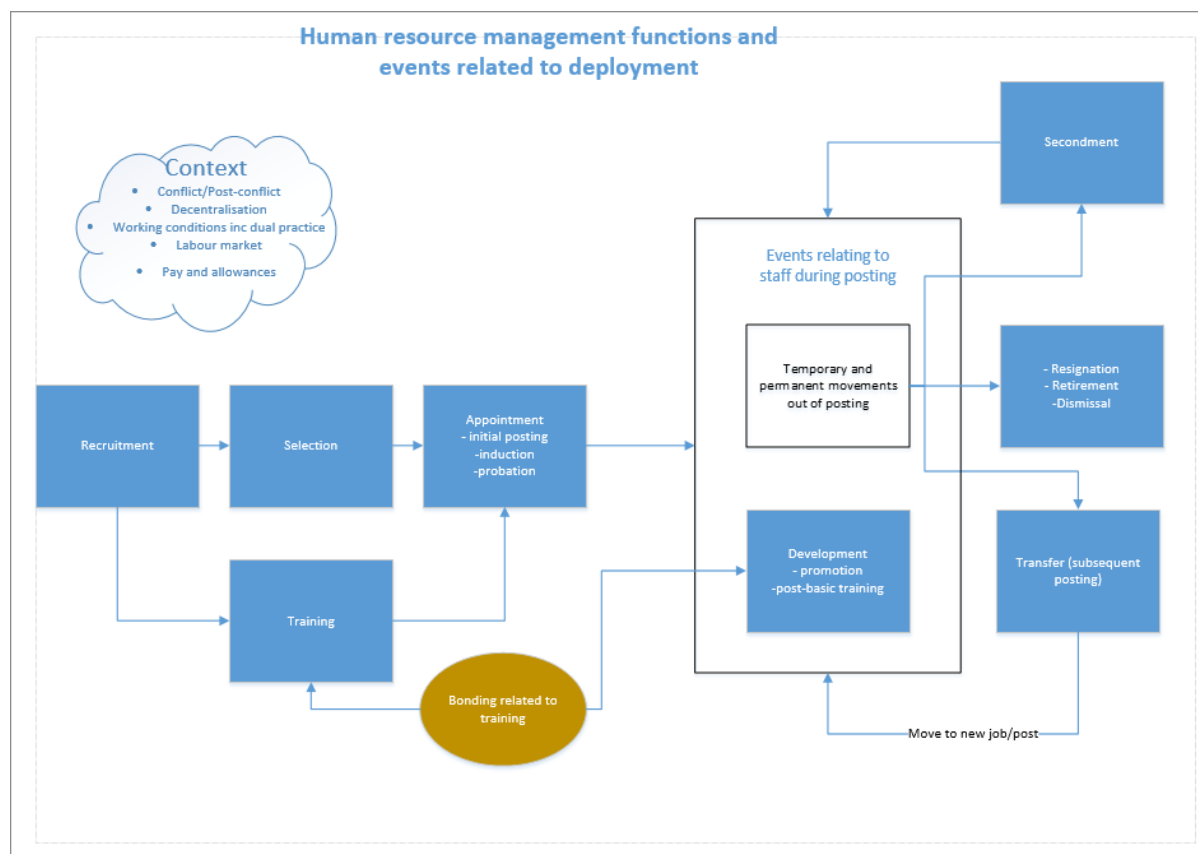 Human resource management functions and
events related to deployment
Context
• Conflict/Post-conflict
• Decentralisation
• Working conditions inc dual practice
• Labour market
• Pay and allowances
Secondment
Events relating to
staff during posting
Temporary and
permanent movements
out of posting
- Resignation
- Retirement
-Dismissal
Recruitment
Selection
Appointment
- initial posting
-induction
-probation
Development
- promotion
-post-basic training
Transfer (subsequent
posting)
Training
Bonding related to
training
Move to new job/post